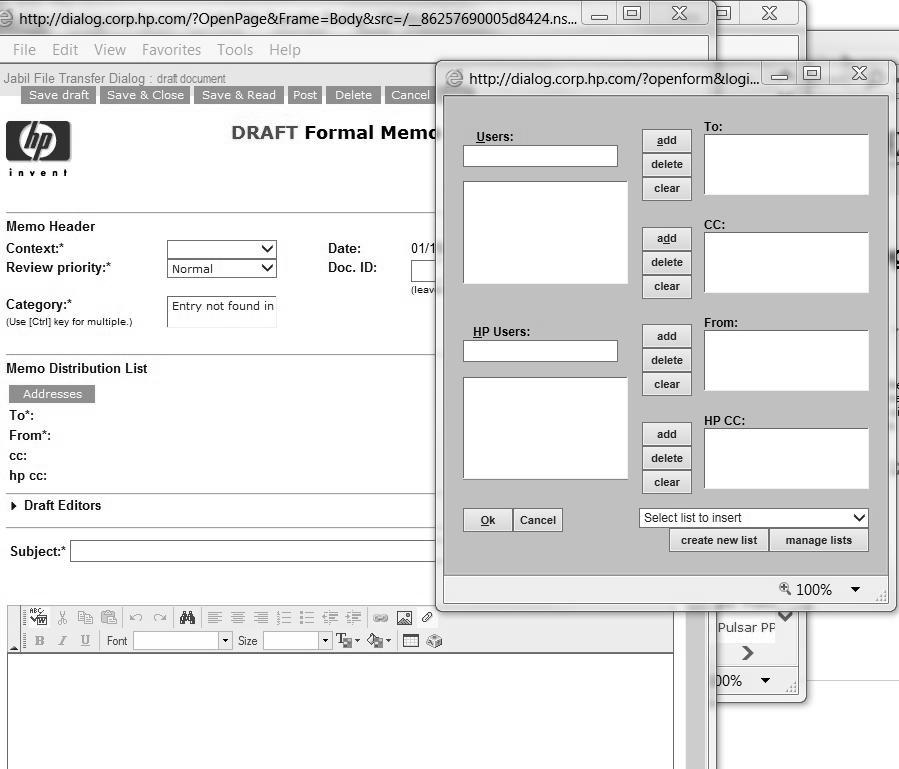 http://dialog.corp.hp.com/?OpenPage&Frame=Body&src=/__86257690005d8424.ns...
File Edit View Favorites Tools Help
Jabil File Transfer Dialog : draft document
Save draft Save & Close Save & Read Post Delete Cancel
hp
invent
DRAFT Formal Memo
Memo Header
Context:*
Date: 01/1
Review priority:* Normal
Doc. ID:
(leav
Category:*
(Use [Ctrl] key for multiple.)
Entry not found in
Memo Distribution List
Addresses
To*:
From*:
cc:
hp cc:
Draft Editors
Subject:*
ABC
B I U Font Size
http://dialog.corp.hp.com/?openform&logi...
Users:
add
delete
clear
To:
add
delete
clear
CC:
HP Users:
add
delete
clear
From:
add
delete
clear
HP CC:
Ok Cancel
Select list to insert
create new list manage lists
100%
Pulsar PP
00%